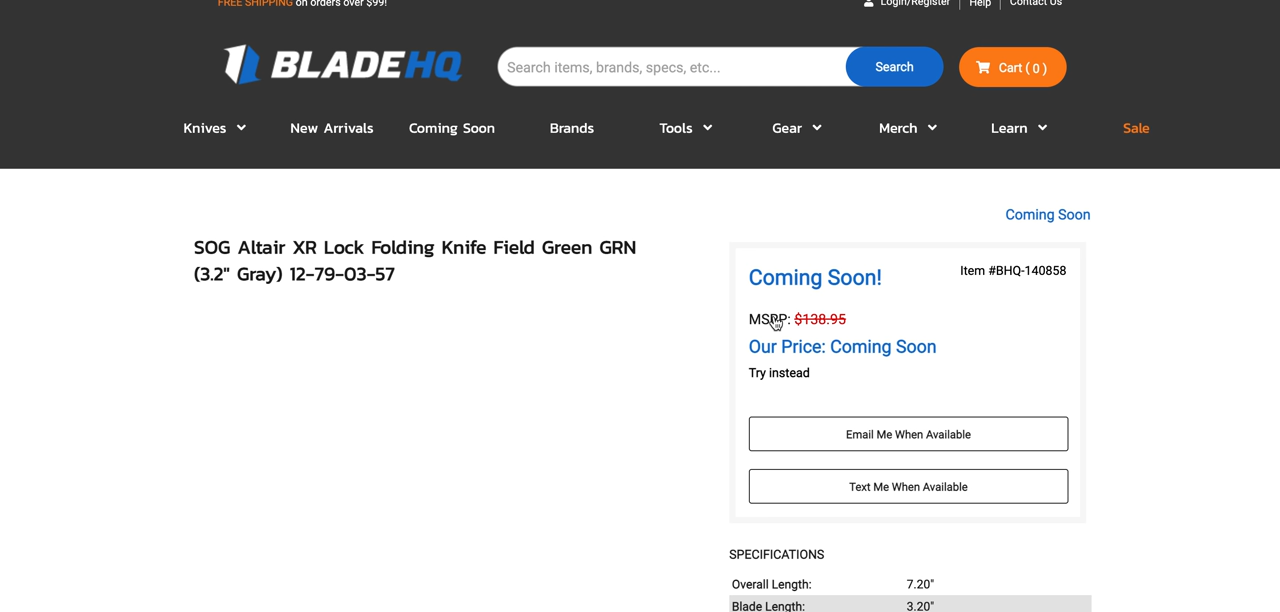 FREE SHIPPING on orders over $99!
Login/Register Help Contact Us
BLADEHQ
Search items, brands, specs, etc...
Search
Cart ( 0 )
Knives New Arrivals Coming Soon Brands Tools Gear Merch Learn Sale
Coming Soon
SOG Altair XR Lock Folding Knife Field Green GRN
(3.2" Gray) 12-79-03-57
Coming Soon!
Item #BHQ-140858
MSRP: $138.95
Our Price: Coming Soon
Try instead
Email Me When Available
Text Me When Available
SPECIFICATIONS
Overall Length: 7.20"
Blade Length: 3.20"